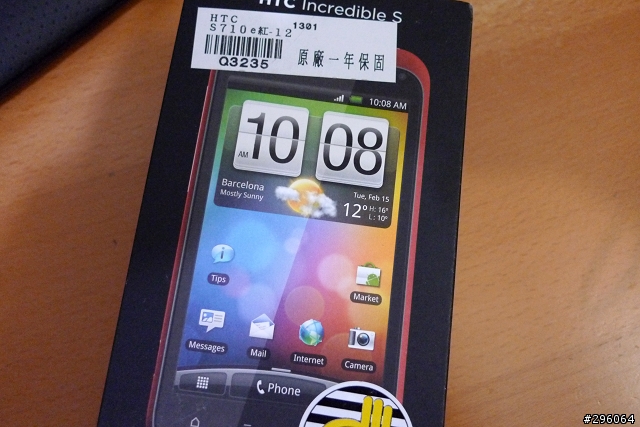 HTC Incredible S
HTC
S710e紅-12
1301
Q3235
原廠一年保固
10:08 AM
10 08
AM
Barcelona
Mostly Sunny
Tue, Feb 15
12° H: 16°
L: 10°
Tips
Market
Messages
Mail
Internet
Camera
Phone
#296064